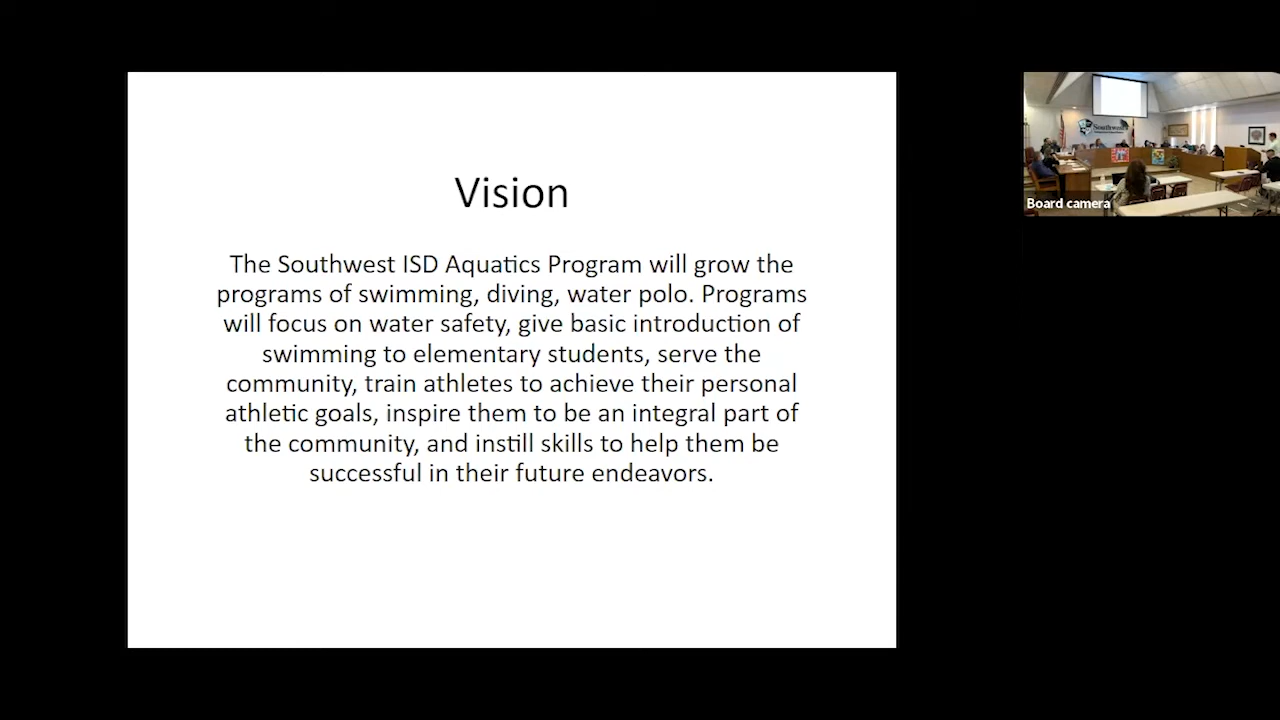 Vision
The Southwest ISD Aquatics Program will grow the
programs of swimming, diving, water polo. Programs
will focus on water safety, give basic introduction of
swimming to elementary students, serve the
community, train athletes to achieve their personal
athletic goals, inspire them to be an integral part of
the community, and instill skills to help them be
successful in their future endeavors.
Southwest
Board camera